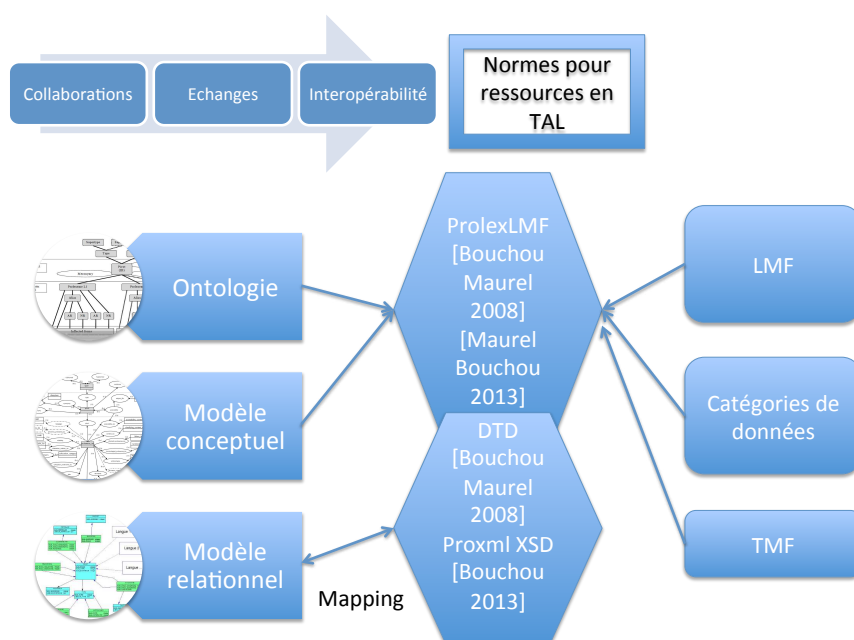 Collaborations
Echanges
Interopérabilité
Normes pour
ressources en
TAL
Ontologie
Modèle
conceptuel
Modèle
relationnel
Mapping
ProlexLMF
[Bouchou
Maurel
2008]
[Maurel
Bouchou
2013]
DTD
[Bouchou
Maurel
2008]
Proxml XSD
[Bouchou
2013]
LMF
Catégories de
données
TMF